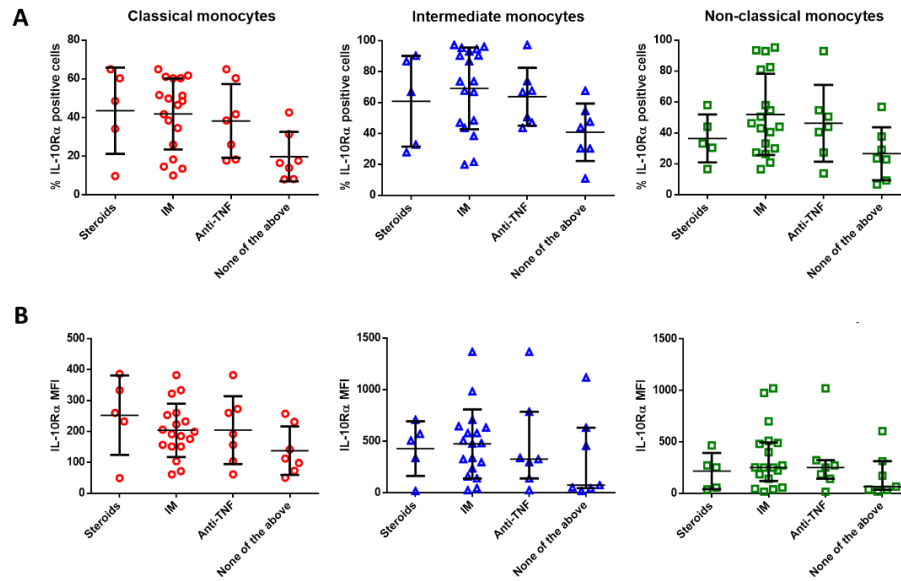 A
Classical monocytes
Intermediate monocytes
Non-classical monocytes
% IL-10Rα positive cells
80
60
40
20
0
Steroids
IM
Anti-TNF
None of the above
% IL-10Rα positive cells
100
80
60
40
20
0
Steroids
IM
Anti-TNF
None of the above
% IL-10Rα positive cells
100
80
60
40
20
0
Steroids
IM
Anti-TNF
None of the above
B
IL-10Rα MFI
500
400
300
200
100
0
Steroids
IM
Anti-TNF
None of the above
IL-10Rα MFI
1500
1000
500
0
Steroids
IM
Anti-TNF
None of the above
IL-10Rα MFI
1500
1000
500
0
Steroids
IM
Anti-TNF
None of the above